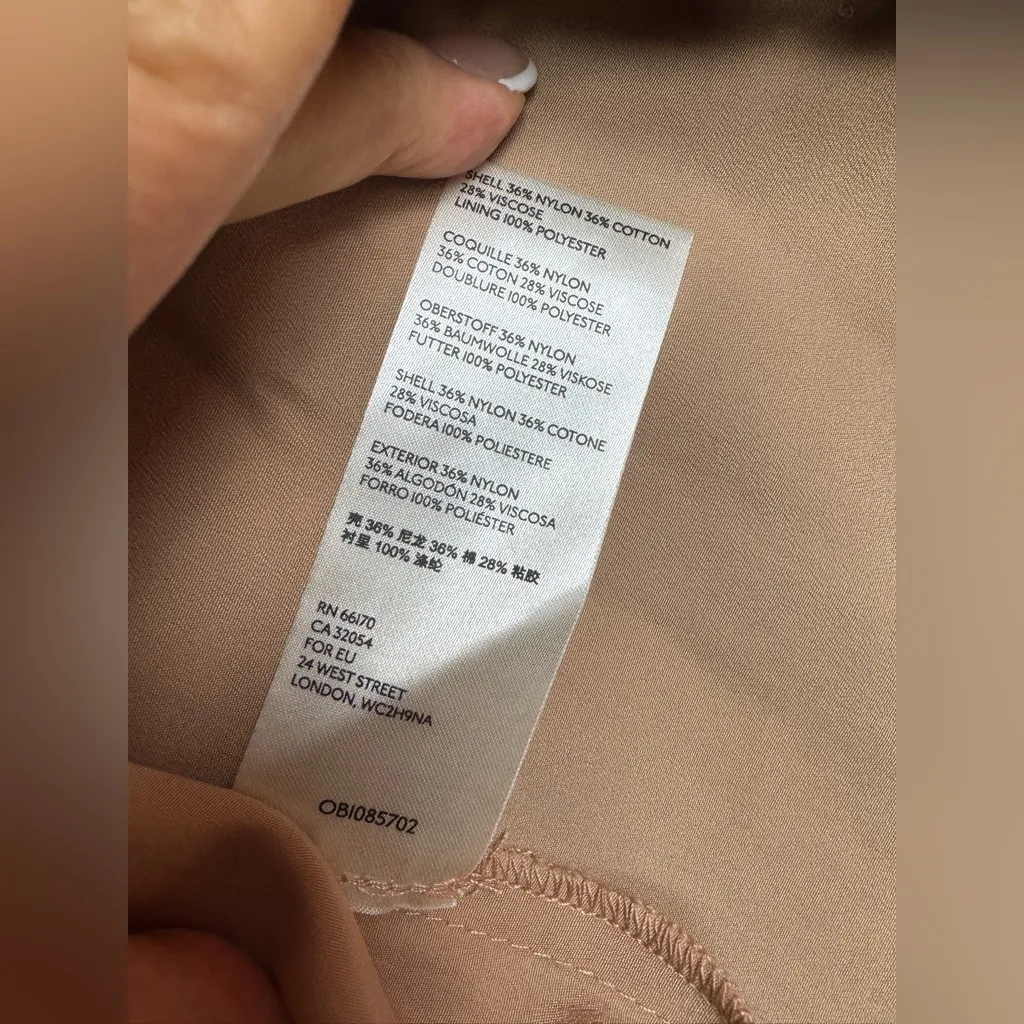 SHELL 36% NYLON 36% COTTON
28% VISCOSE
LINING 100% POLYESTER
COQUILLE 36% NYLON
36% COTON 28% VISCOSE
DOUBLURE 100% POLYESTER
OBERSTOFF 36% NYLON
36% BAUMWOLLE 28% VISKOSE
FUTTER 100% POLYESTER
SHELL 36% NYLON 36% COTONE
28% VISCOSA
FODERA 100% POLIESTERE
EXTERIOR 36% NYLON
36% ALGODÓN 28% VISCOSA
FORRO 100% POLIÉSTER
壳 36% 尼龙 36% 棉 28% 粘胶
衬里 100% 涤纶
RN 66170
CA 32054
FOR EU
24 WEST STREET
LONDON, WC2H9NA
OB1085702